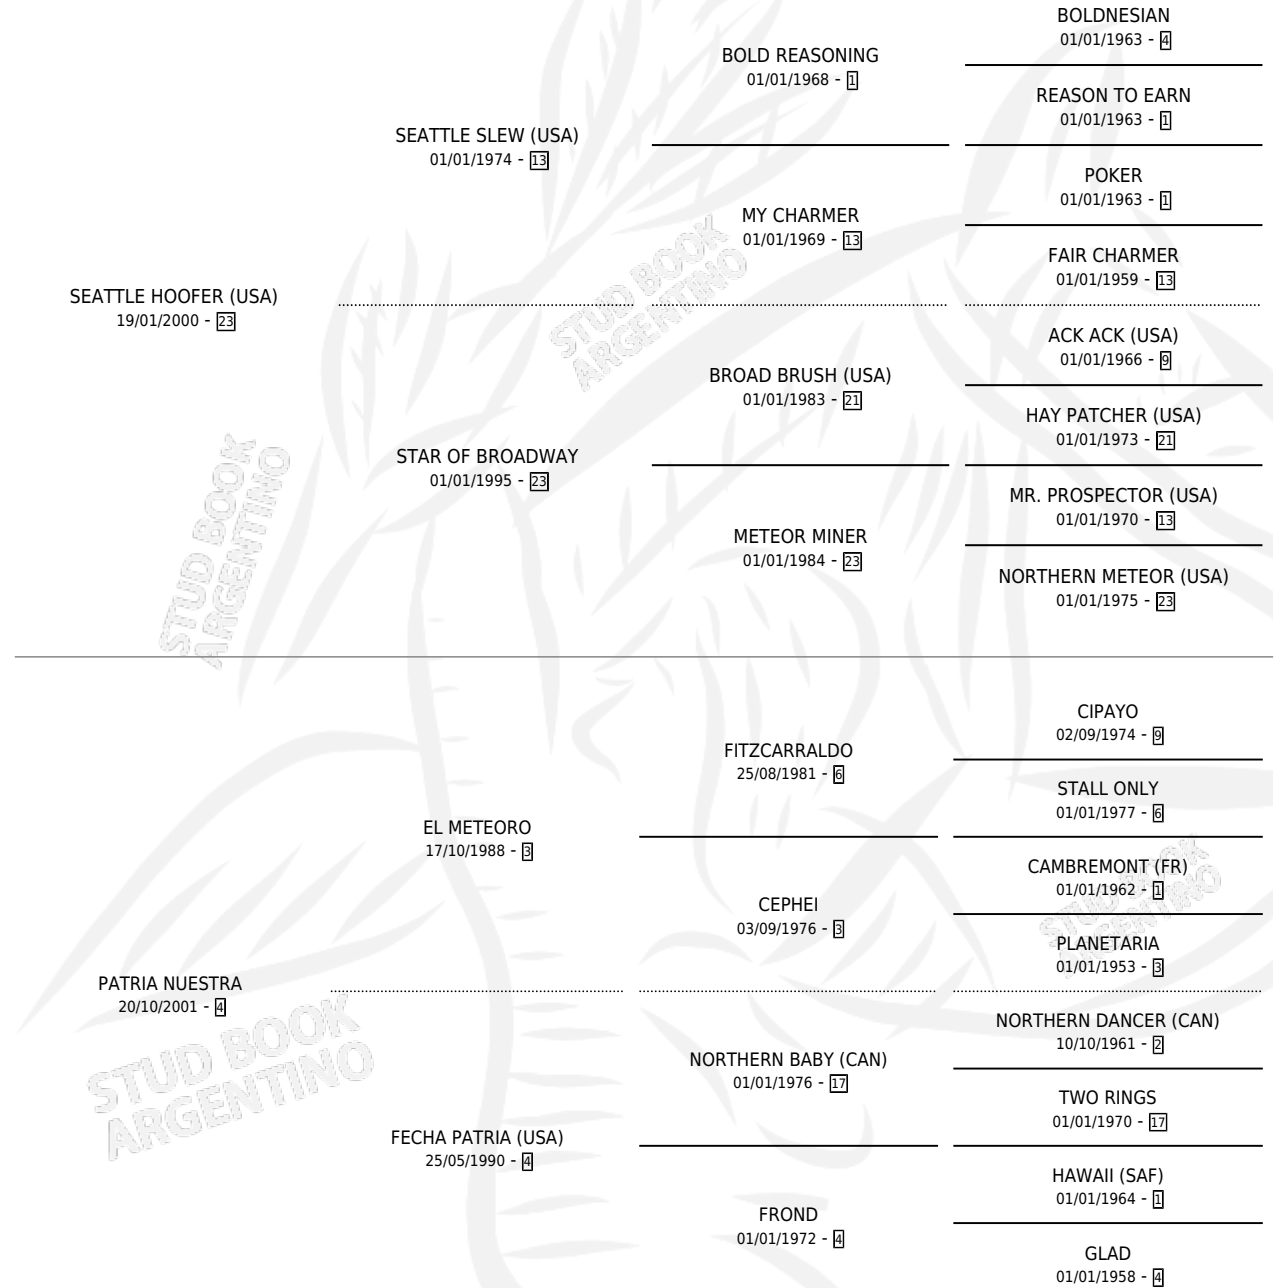 BOLDNESIAN
01/01/1963 - 4
BOLD REASONING
01/01/1968 - 1
REASON TO EARN
01/01/1963 - 1
SEATTLE SLEW (USA)
01/01/1974 - 13
POKER
01/01/1963 - 1
MY CHARMER
01/01/1969 - 13
FAIR CHARMER
01/01/1959 - 13
SEATTLE HOOFER (USA)
19/01/2000 - 23
STUD BOOK
ARGENTINO
ACK ACK (USA)
01/01/1966 - 9
BROAD BRUSH (USA)
01/01/1983 - 21
HAY PATCHER (USA)
01/01/1973 - 21
STAR OF BROADWAY
01/01/1995 - 23
MR. PROSPECTOR (USA)
01/01/1970 - 13
METEOR MINER
01/01/1984 - 23
NORTHERN METEOR (USA)
01/01/1975 - 23
STUD BOOK
ARGENTINO
CIPAYO
02/09/1974 - 9
FITZCARRALDO
25/08/1981 - 6
STALL ONLY
01/01/1977 - 6
EL METEORO
17/10/1988 - 3
CAMBREMONT (FR)
01/01/1962 - 1
CEPHEI
03/09/1976 - 3
STUD BOOK
ARGENTINO
PLANETARIA
01/01/1953 - 3
PATRIA NUESTRA
20/10/2001 - 4
STUD BOOK
ARGENTINO
NORTHERN DANCER (CAN)
10/10/1961 - 2
NORTHERN BABY (CAN)
01/01/1976 - 17
TWO RINGS
01/01/1970 - 17
FECHA PATRIA (USA)
25/05/1990 - 4
HAWAII (SAF)
01/01/1964 - 1
FROND
01/01/1972 - 4
GLAD
01/01/1958 - 4